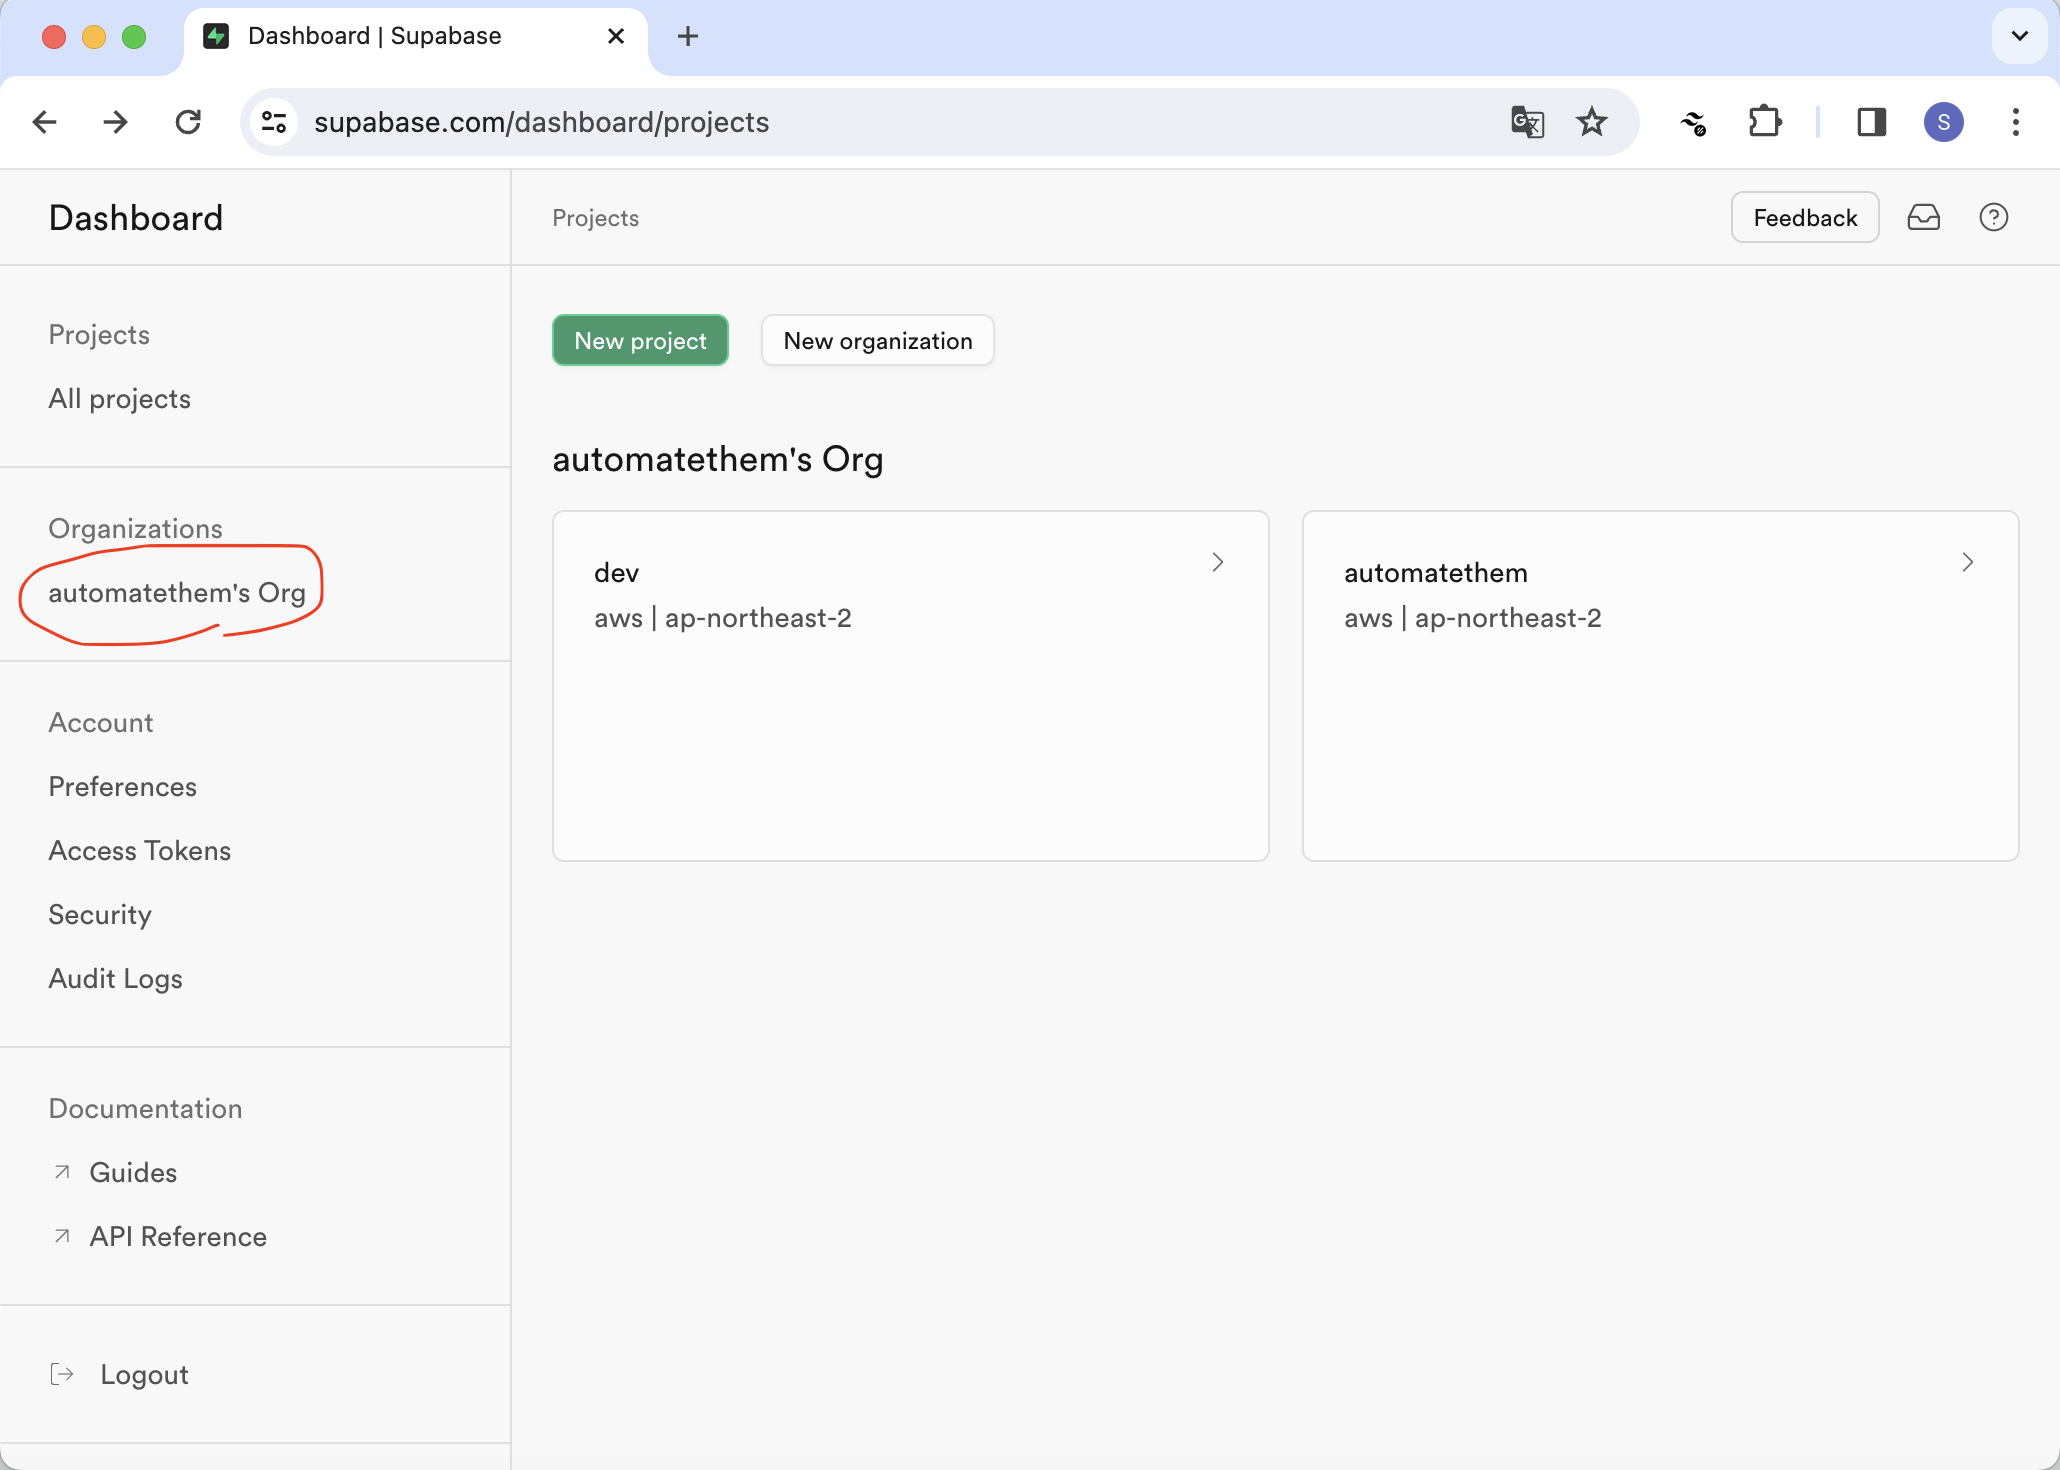 Dashboard | Supabase
supabase.com/dashboard/projects
S
Dashboard
Projects
Feedback
Projects
All projects
Organizations
automatethem's Org
Account
Preferences
Access Tokens
Security
Audit Logs
Documentation
Guides
API Reference
Logout
New project
New organization
automatethem's Org
dev
aws | ap-northeast-2
automatethem
aws | ap-northeast-2